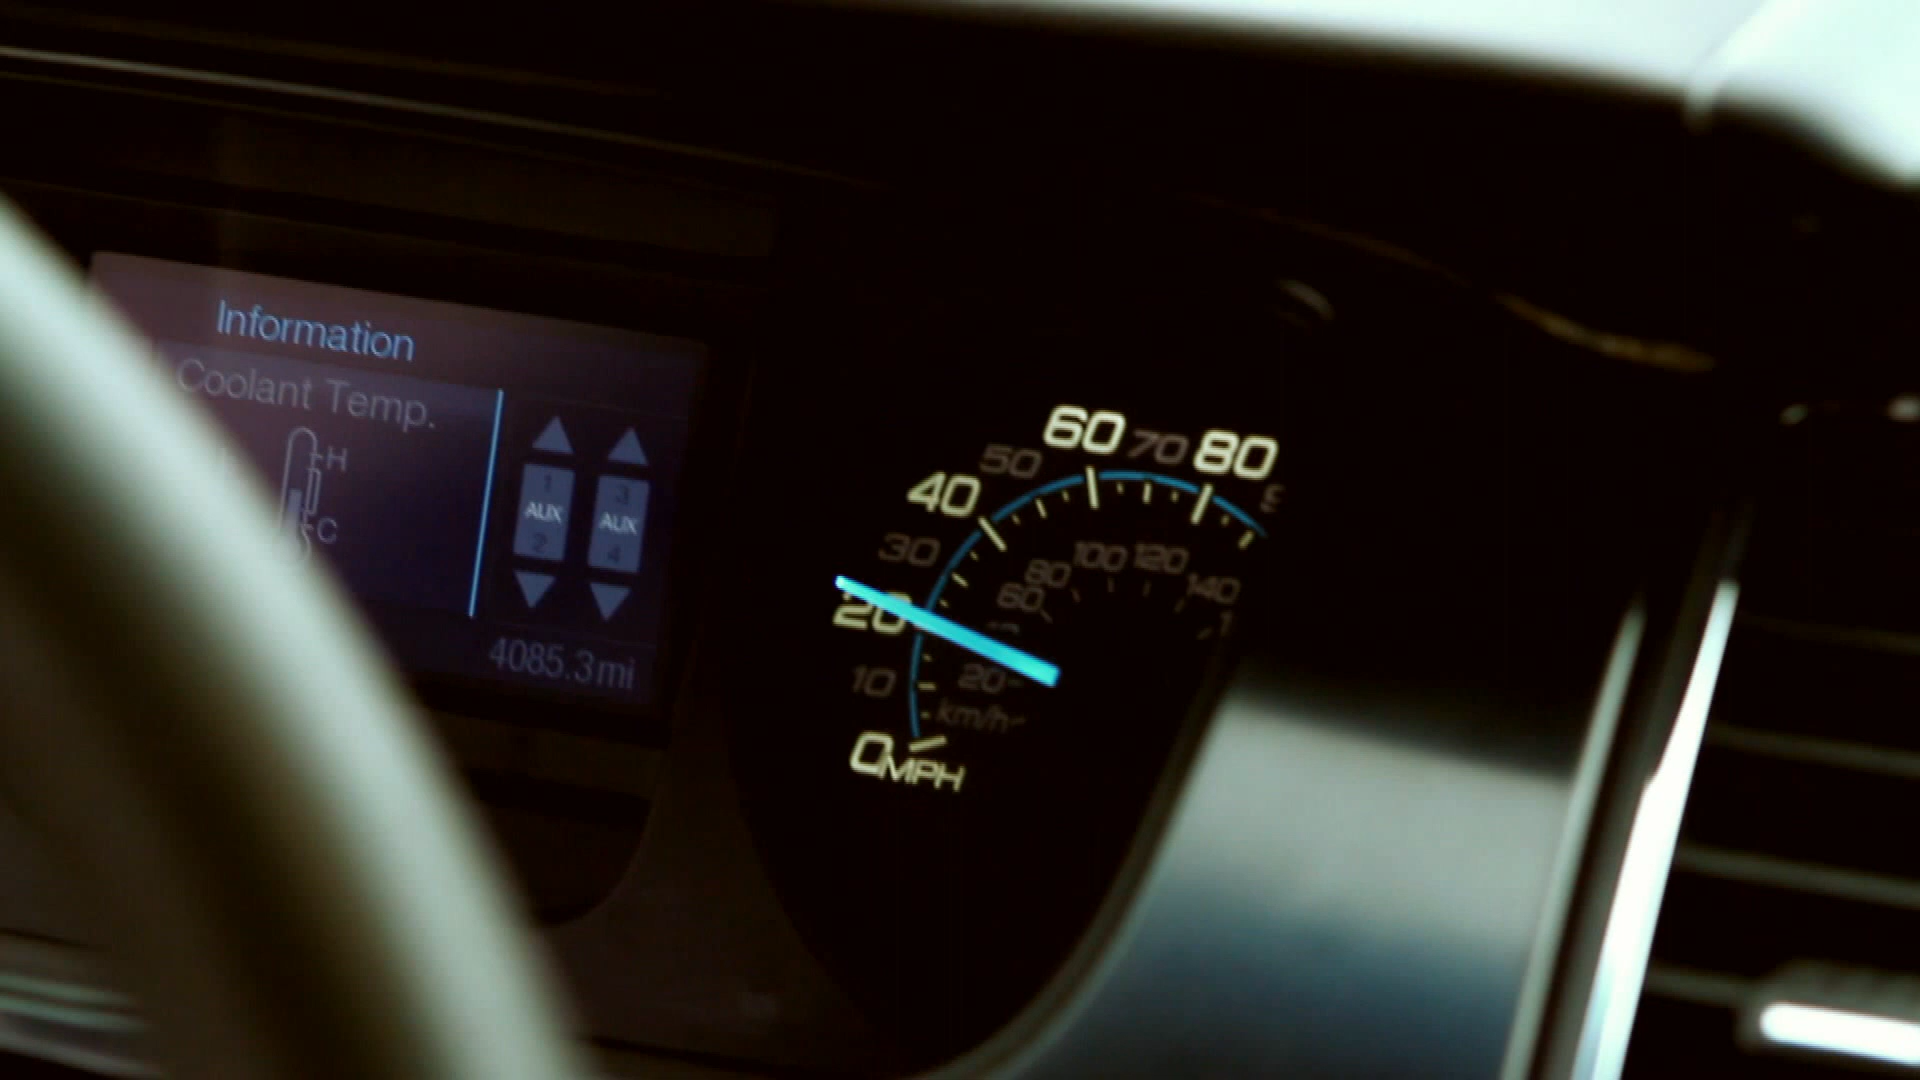 Information
Coolant Temp.
H
C
1
AUX
2
3
AUX
4
4085.3mi
0 10 20 30 40 50 60 70 80
MPH
20 60 80 100 120 140
km/h